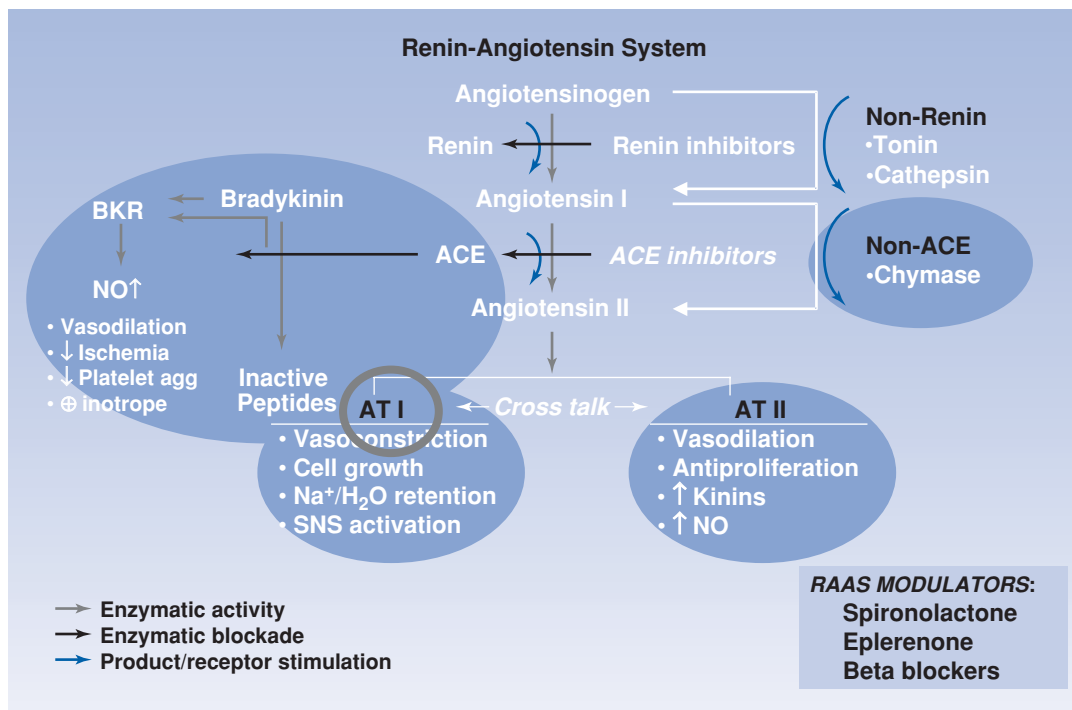 Renin-Angiotensin System
Angiotensinogen
Renin
Renin inhibitors
Non-Renin
•Tonin
•Cathepsin
Angiotensin I
Bradykinin
BKR
ACE
ACE inhibitors
Non-ACE
•Chymase
NO↑
Angiotensin II
• Vasodilation
• ↓ Ischemia
• ↓ Platelet agg
• ⊕ inotrope
Inactive
Peptides
AT I
Cross talk
AT II
• Vasoconstriction
• Cell growth
• Na⁺/H₂O retention
• SNS activation
• Vasodilation
• Antiproliferation
• ↑ Kinins
• ↑ NO
RAAS MODULATORS:
Spironolactone
Eplerenone
Beta blockers
Enzymatic activity
Enzymatic blockade
Product/receptor stimulation